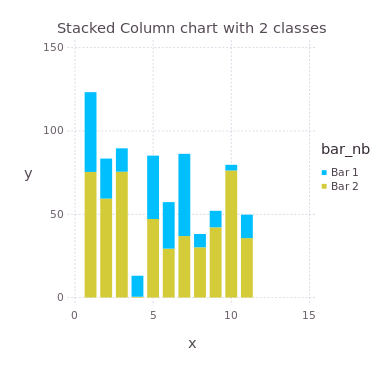 Stacked Column chart with 2 classes
150
100
50
0
y
0 5 10 15
x
bar_nb
Bar 1
Bar 2